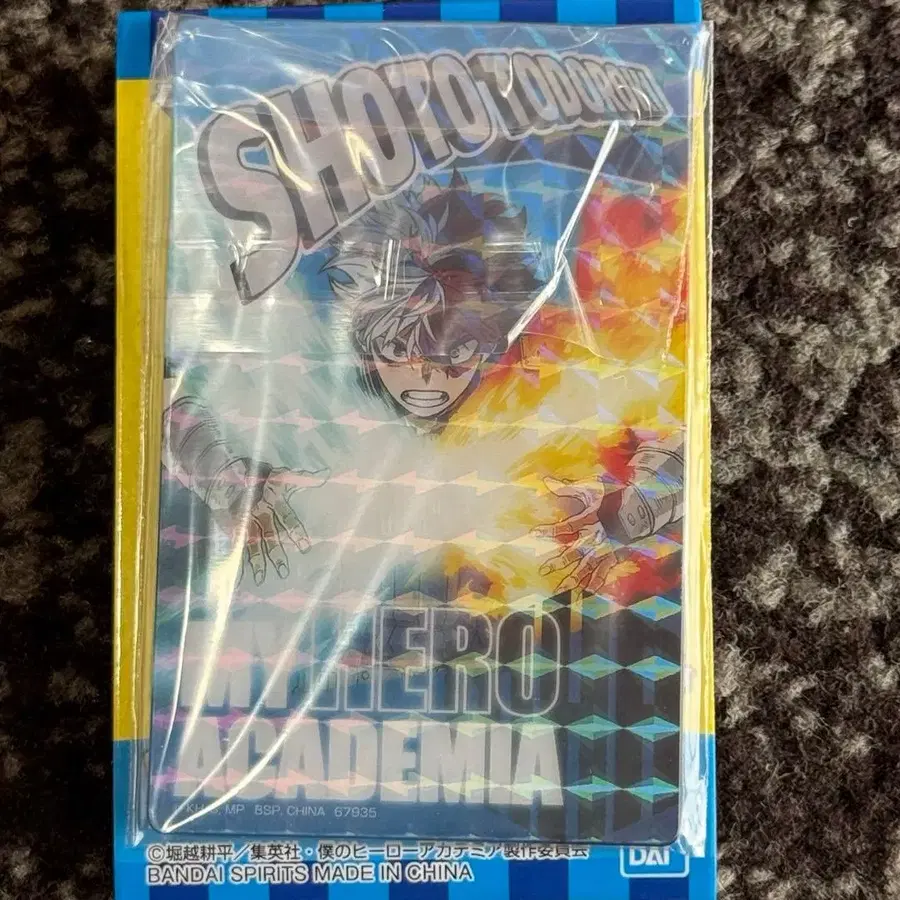 SHOTO TODOROKI
MY HERO
ACADEMIA
MP BSP, CHINA 67935
©堀越耕平／集英社・僕のヒーローアカデミア製作委員会
BANDAI SPIRITS MADE IN CHINA